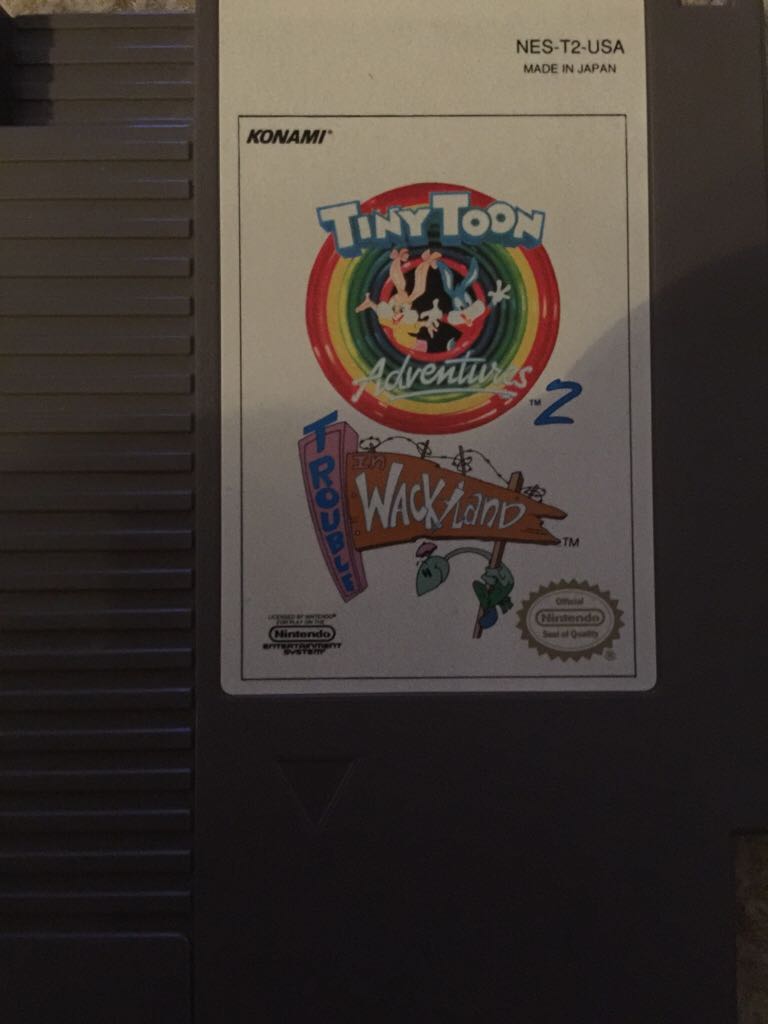 NES-T2-USA
MADE IN JAPAN
KONAMI®
TINY TOON
Adventures
™ 2
TROUBLE
In
WACKYLAND
™
LICENSED BY NINTENDO®
FOR PLAY ON THE
Nintendo
ENTERTAINMENT
SYSTEM®
Official
Nintendo
Seal of Quality
®